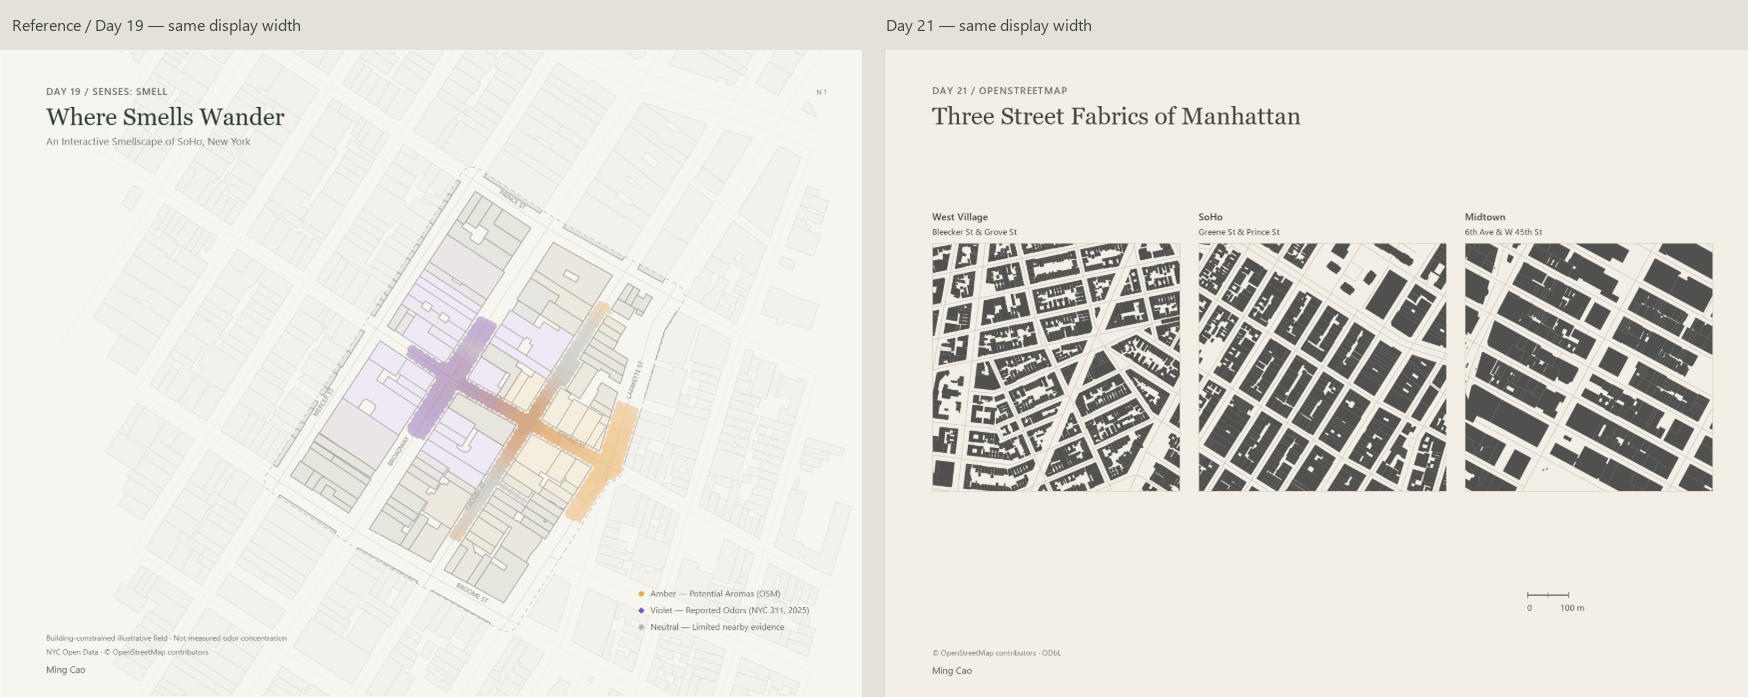 Reference / Day 19 — same display width
DAY 19 / SENSES: SMELL
Where Smells Wander
An Interactive Smellscape of SoHo, New York
N ↑
PRINCE ST
MERCER ST
BROADWAY
CROSBY ST
LAFAYETTE ST
BROOME ST
Amber — Potential Aromas (OSM)
Violet — Reported Odors (NYC 311, 2025)
Neutral — Limited nearby evidence
Building-constrained illustrative field · Not measured odor concentration
NYC Open Data · © OpenStreetMap contributors
Ming Cao
Day 21 — same display width
DAY 21 / OPENSTREETMAP
Three Street Fabrics of Manhattan
West Village
Bleecker St & Grove St
SoHo
Greene St & Prince St
Midtown
6th Ave & W 45th St
0 100 m
© OpenStreetMap contributors · ODbL
Ming Cao